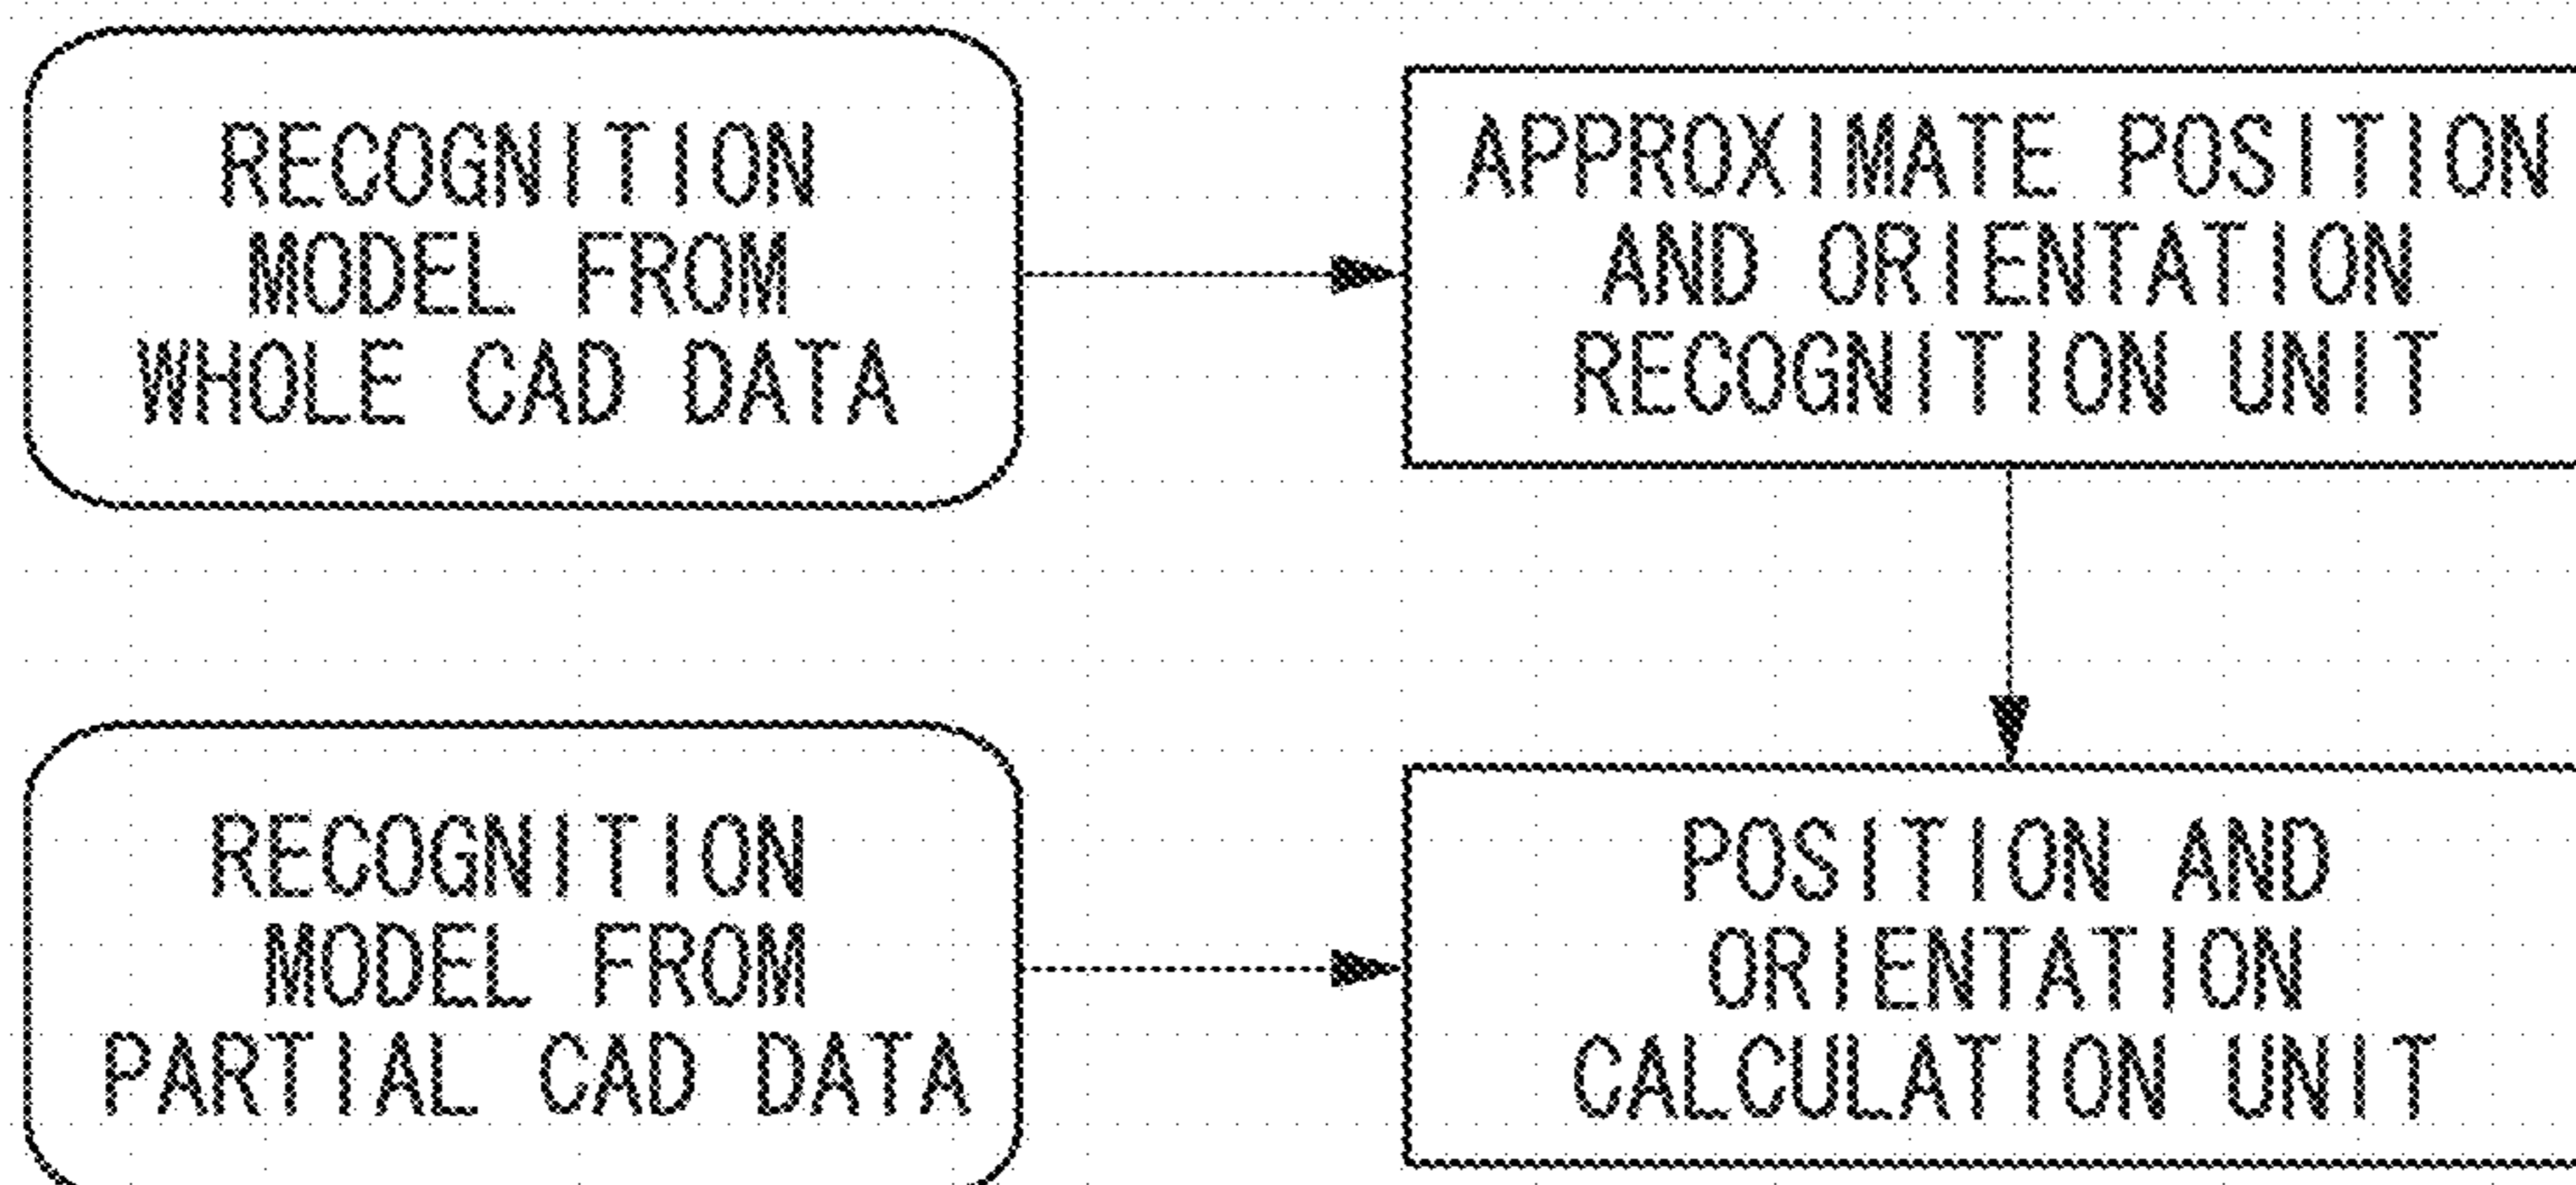 RECOGNITION
MODEL FROM
WHOLE CAD DATA
APPROXIMATE POSITION
AND ORIENTATION
RECOGNITION UNIT
RECOGNITION
MODEL FROM
PARTIAL CAD DATA
POSITION AND
ORIENTATION
CALCULATION UNIT